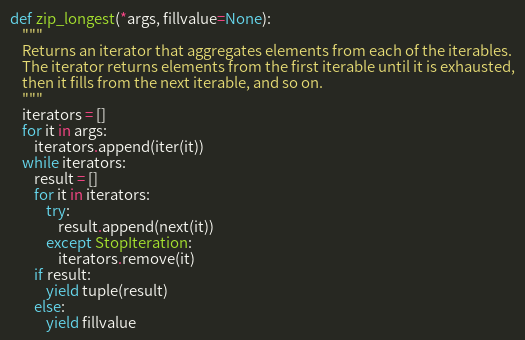 def zip_longest(*args, fillvalue=None):
"""
Returns an iterator that aggregates elements from each of the iterables.
The iterator returns elements from the first iterable until it is exhausted,
then it fills from the next iterable, and so on.
"""
iterators = []
for it in args:
iterators.append(iter(it))
while iterators:
result = []
for it in iterators:
try:
result.append(next(it))
except StopIteration:
iterators.remove(it)
if result:
yield tuple(result)
else:
yield fillvalue